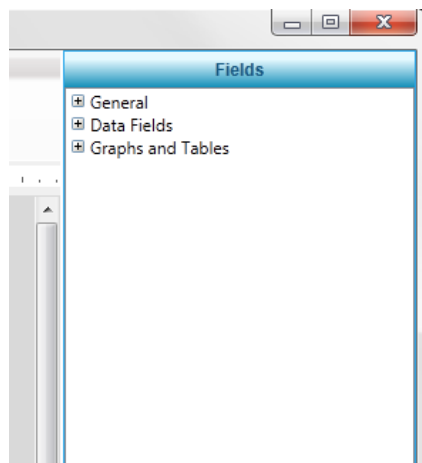 Fields
General
Data Fields
Graphs and Tables